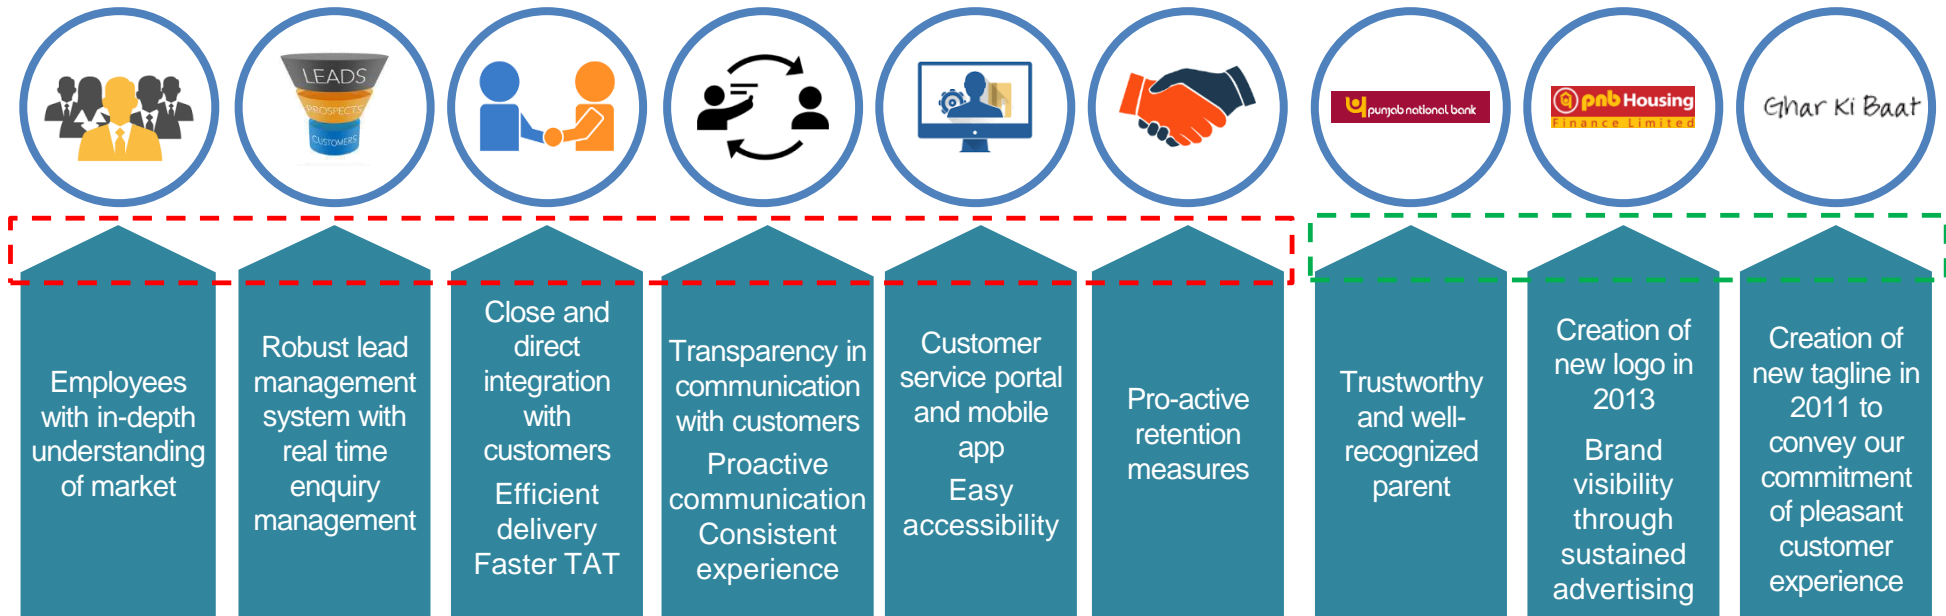 LEADS
PROSPECTS
CUSTOMERS
punjab national bank
pnb Housing
Finance Limited
Ghar Ki Baat
Employees
with in-depth
understanding
of market
Robust lead
management
system with
real time
enquiry
management
Close and
direct
integration
with
customers
Efficient
delivery
Faster TAT
Transparency in
communication
with customers
Proactive
communication
Consistent
experience
Customer
service portal
and mobile
app
Easy
accessibility
Pro-active
retention
measures
Trustworthy
and well-
recognized
parent
Creation of
new logo in
2013
Brand
visibility
through
sustained
advertising
Creation of
new tagline in
2011 to
convey our
commitment
of pleasant
customer
experience